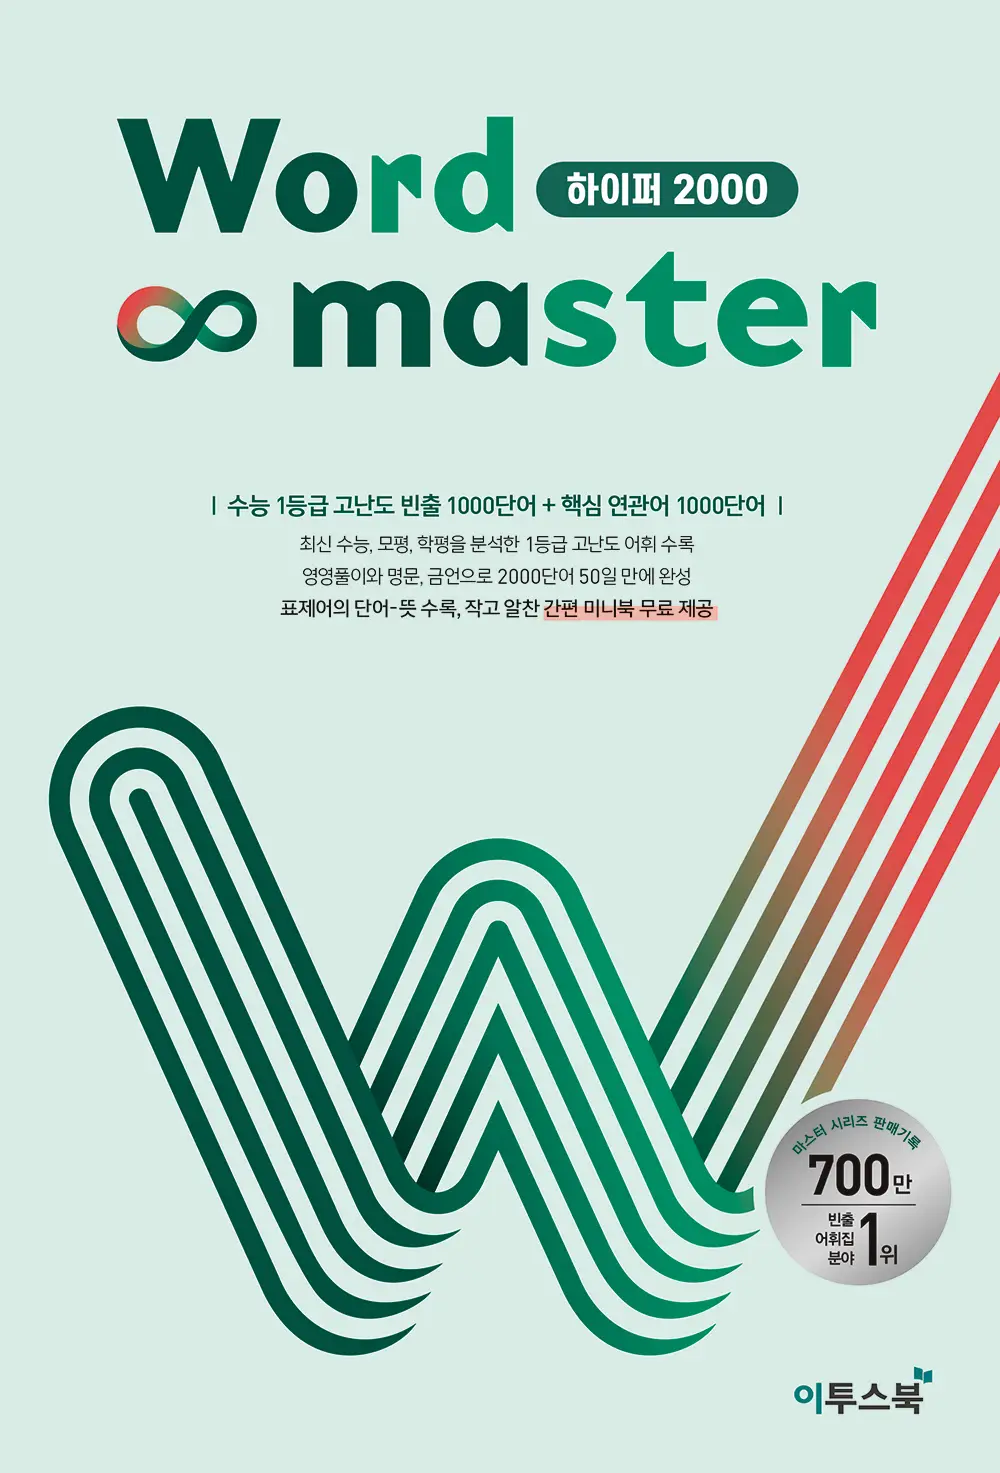 Word
하이퍼 2000
master
| 수능 1등급 고난도 빈출 1000단어 + 핵심 연관어 1000단어 |
최신 수능, 모평, 학평을 분석한 1등급 고난도 어휘 수록
영영풀이와 명문, 금언으로 2000단어 50일 만에 완성
표제어의 단어-뜻 수록, 작고 알찬 간편 미니북 무료 제공
마스터 시리즈 판매기록
700만
빈출
어휘집
분야
1위
이투스북